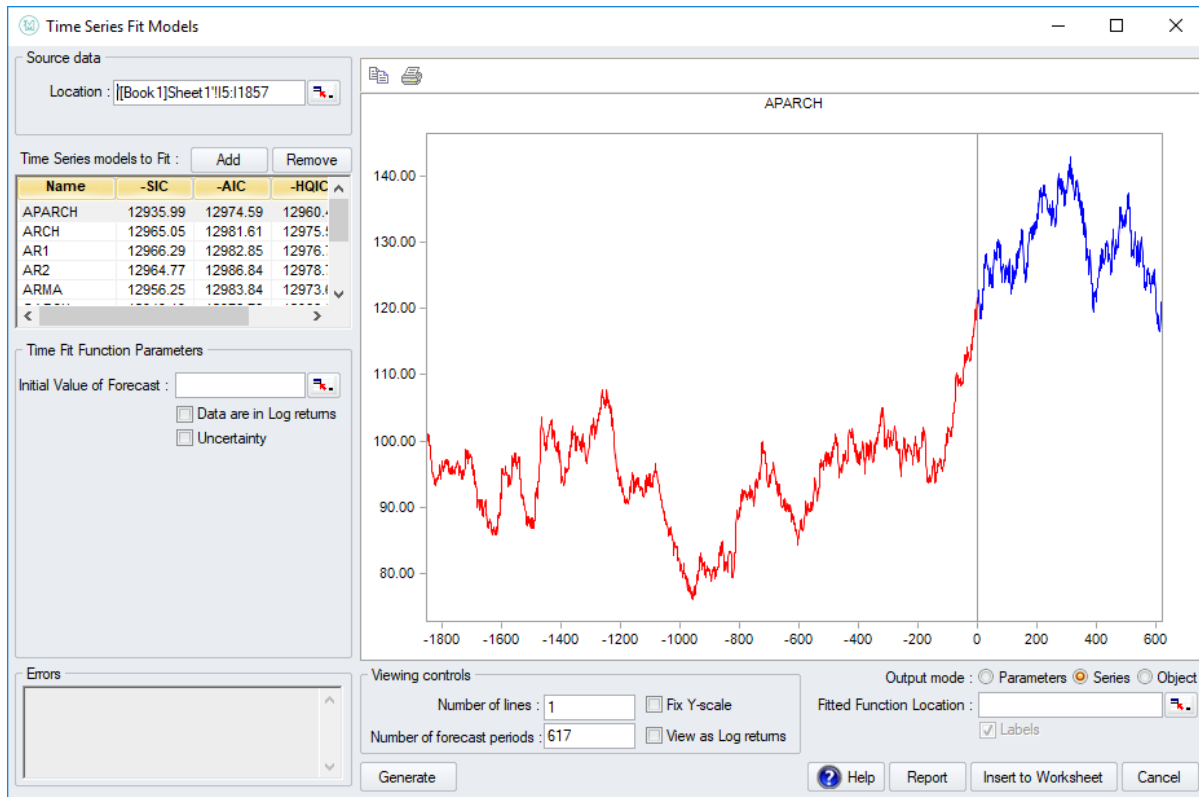 Time Series Fit Models
Source data
Location : '[Book1]Sheet1'!I5:I1857
Time Series models to Fit : Add Remove
Name -SIC -AIC -HQIC
APARCH 12935.99 12974.59 12960.
ARCH 12965.05 12981.61 12975.
AR1 12966.29 12982.85 12976.
AR2 12964.77 12986.84 12978.
ARMA 12956.25 12983.84 12973.
Time Fit Function Parameters
Initial Value of Forecast :
Data are in Log returns
Uncertainty
Errors
APARCH
140.00
130.00
120.00
110.00
100.00
90.00
80.00
-1800 -1600 -1400 -1200 -1000 -800 -600 -400 -200 0 200 400 600
Viewing controls
Number of lines : 1 Fix Y-scale
Number of forecast periods : 617 View as Log returns
Output mode : Parameters Series Object
Fitted Function Location :
Labels
Generate Help Report Insert to Worksheet Cancel